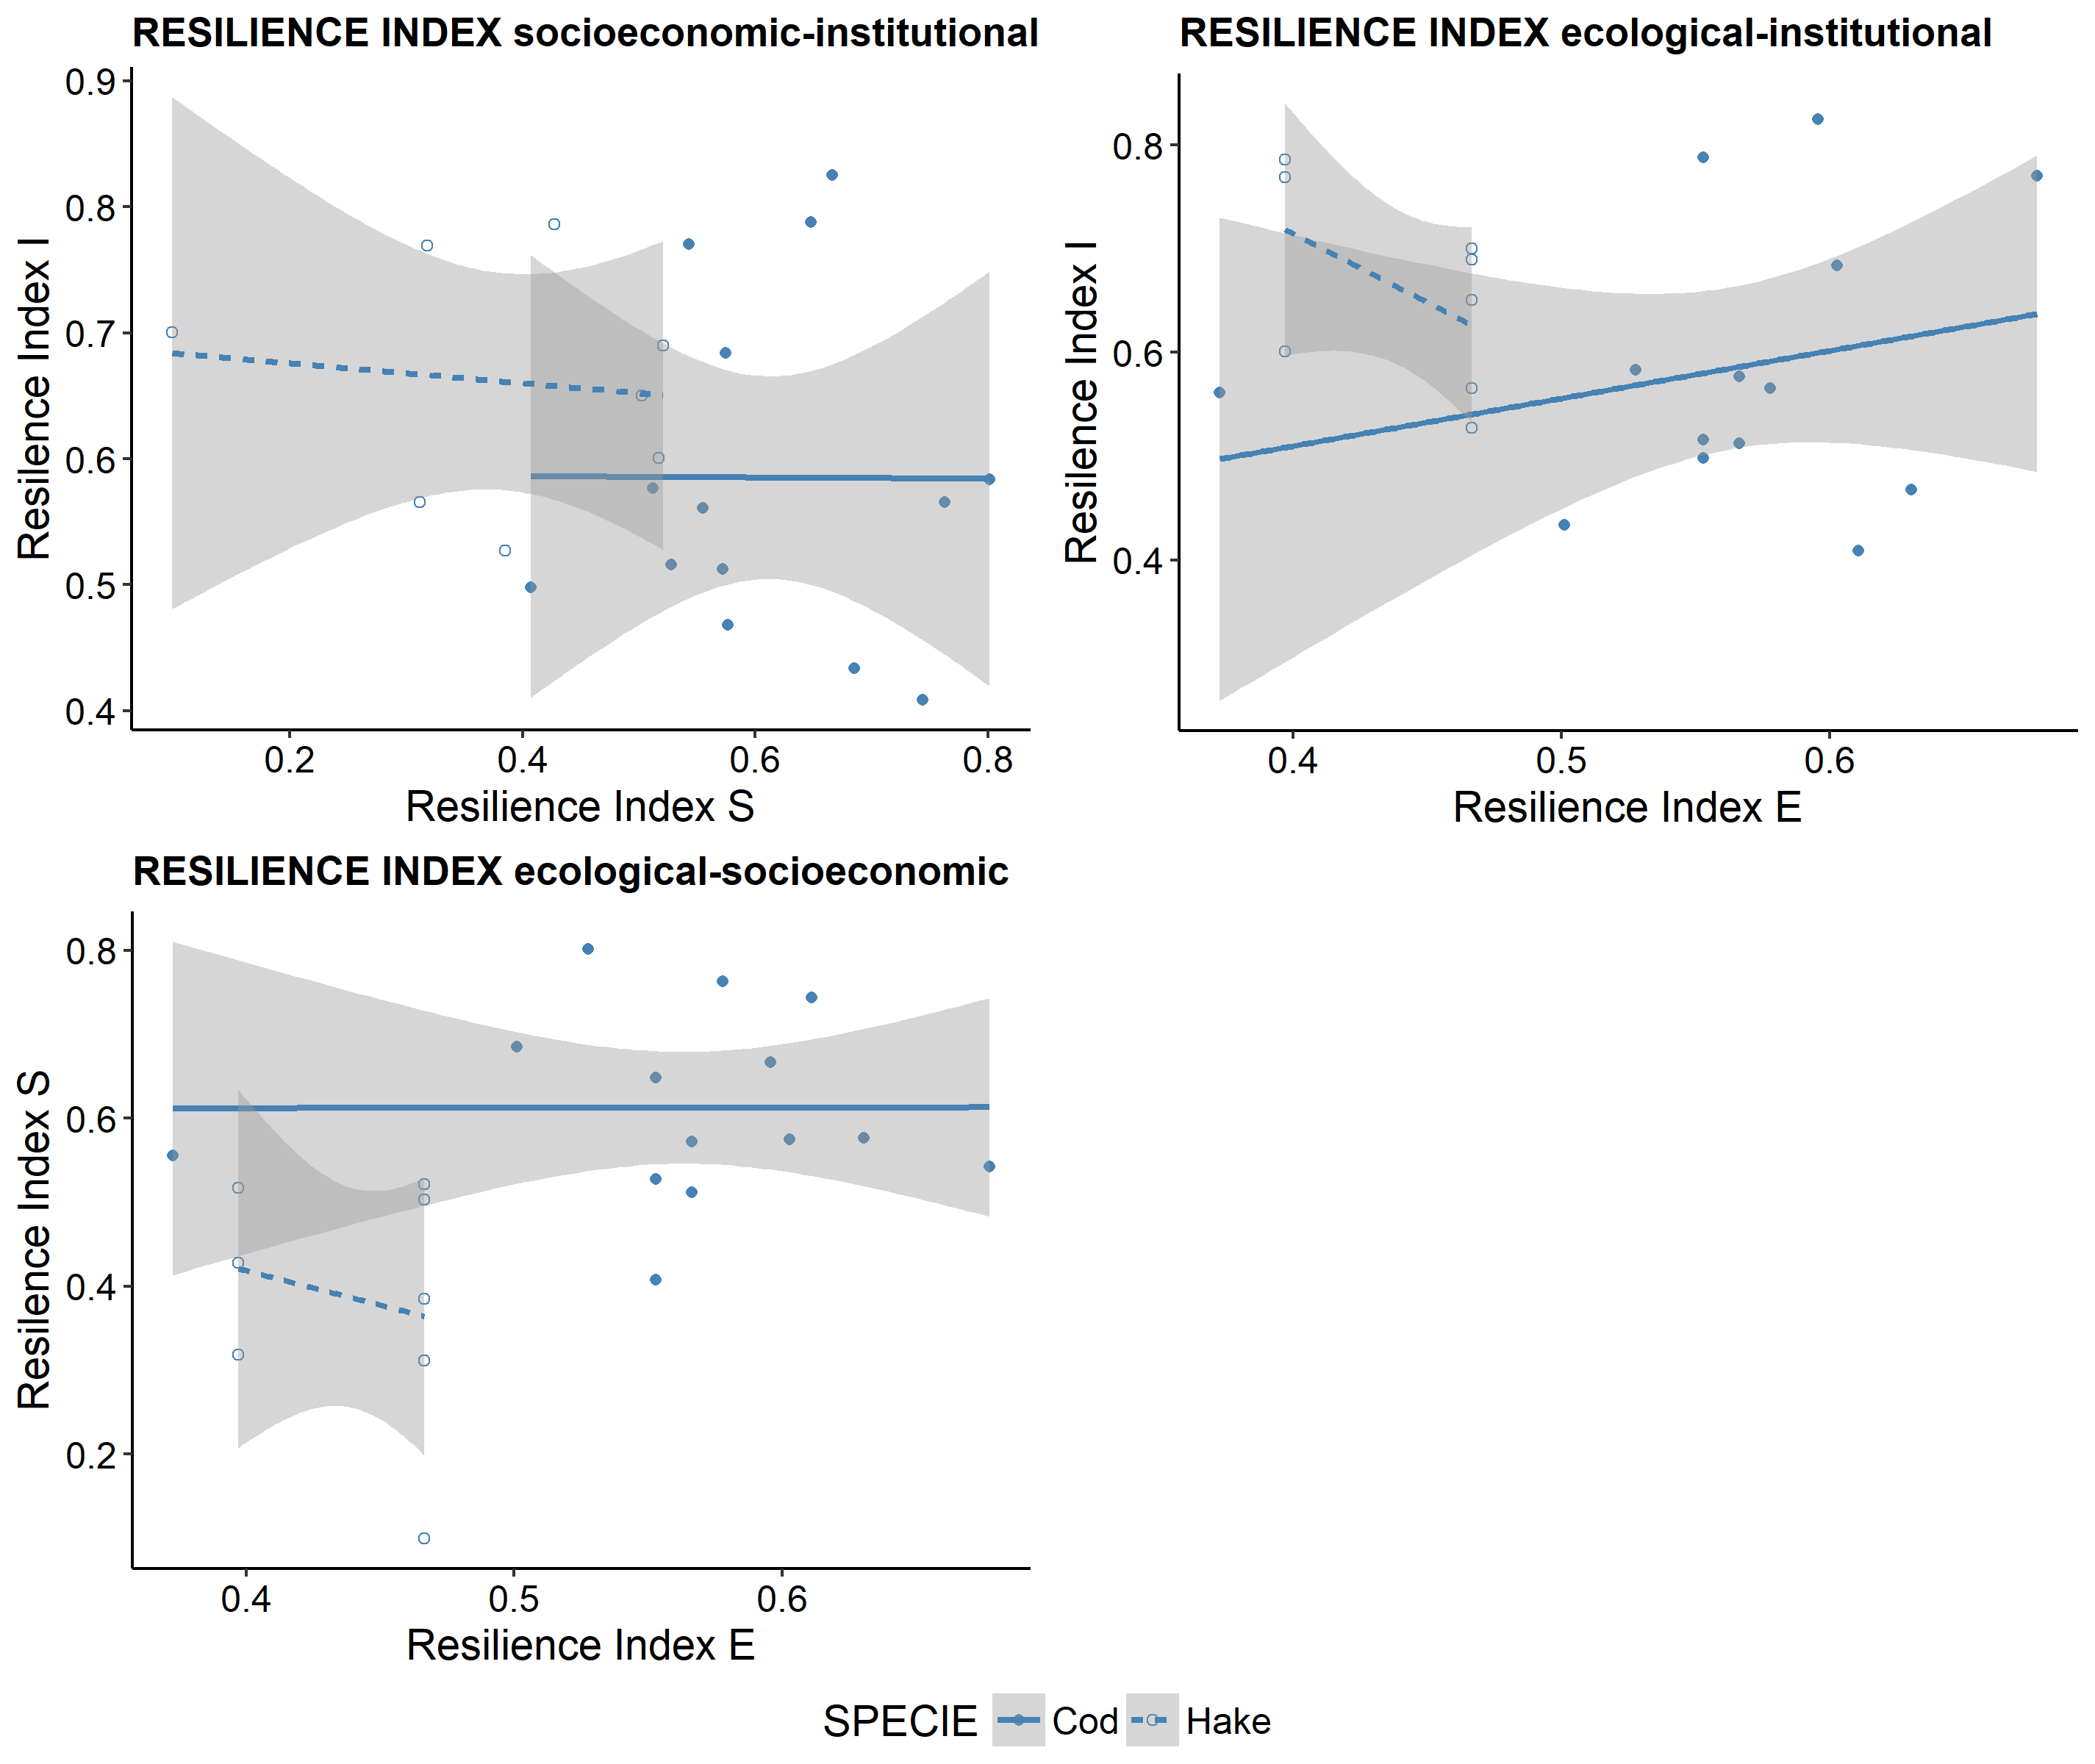 RESILIENCE INDEX socioeconomic-institutional
0.9
0.8
0.7
0.6
0.5
0.4
Resilence Index I
0.2 0.4 0.6 0.8
Resilience Index S
RESILIENCE INDEX ecological-institutional
0.8
0.6
0.4
Resilence Index I
0.4 0.5 0.6
Resilience Index E
RESILIENCE INDEX ecological-socioeconomic
0.8
0.6
0.4
0.2
Resilence Index S
0.4 0.5 0.6
Resilience Index E
SPECIE Cod Hake